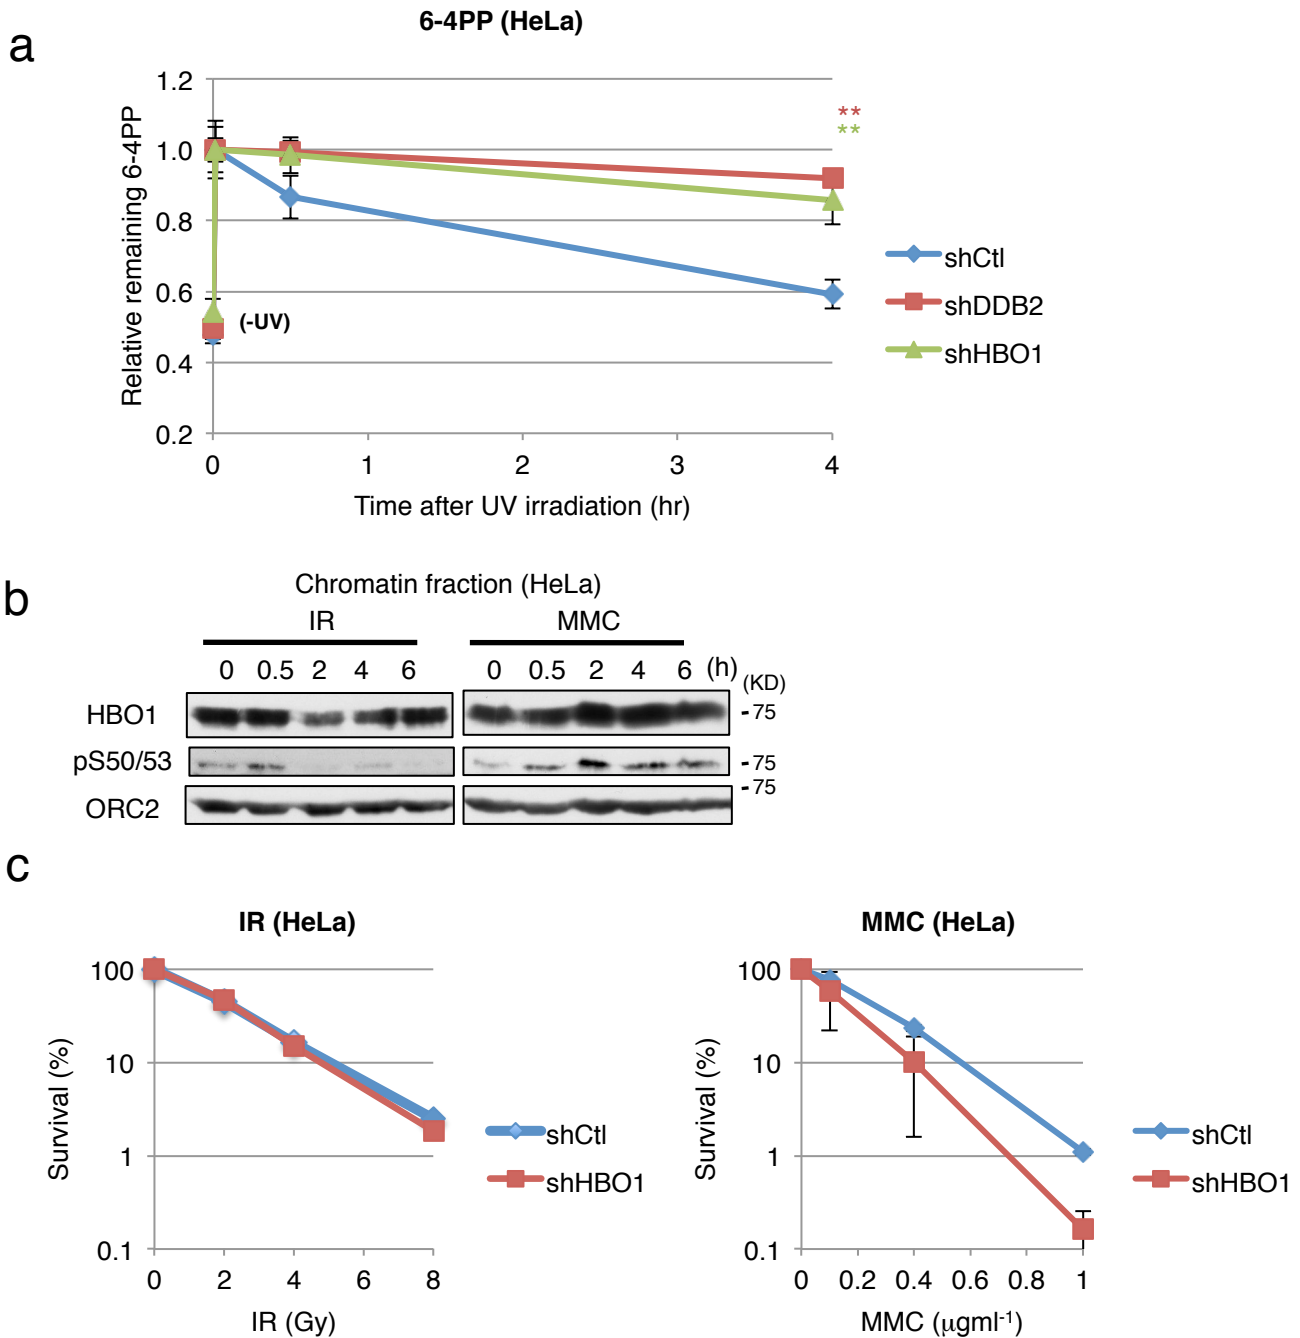 a
6-4PP (HeLa)
Relative remaining 6-4PP
1.2
1.0
0.8
0.6
0.4
0.2
**
**
(-UV)
0 1 2 3 4
Time after UV irradiation (hr)
shCtl
shDDB2
shHBO1
b
Chromatin fraction (HeLa)
IR MMC
0 0.5 2 4 6 0 0.5 2 4 6 (h)
(KD)
HBO1 -75
pS50/53 -75
-75
ORC2
c
IR (HeLa)
Survival (%)
100
10
1
0.1
0 2 4 6 8
IR (Gy)
shCtl
shHBO1
MMC (HeLa)
Survival (%)
100
10
1
0.1
0 0.2 0.4 0.6 0.8 1
MMC (μgml⁻¹)
shCtl
shHBO1